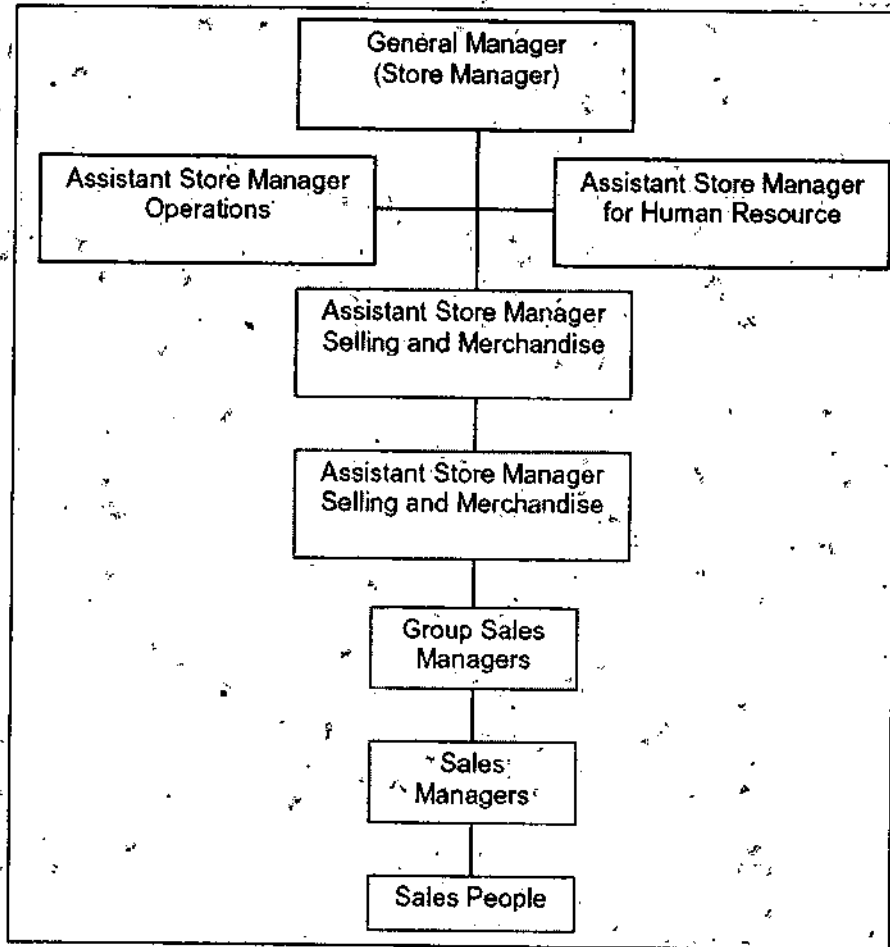 General Manager
(Store Manager)
Assistant Store Manager
Operations
Assistant Store Manager
for Human Resource
Assistant Store Manager
Selling and Merchandise
Assistant Store Manager
Selling and Merchandise
Group Sales
Managers
Sales
Managers
Sales People